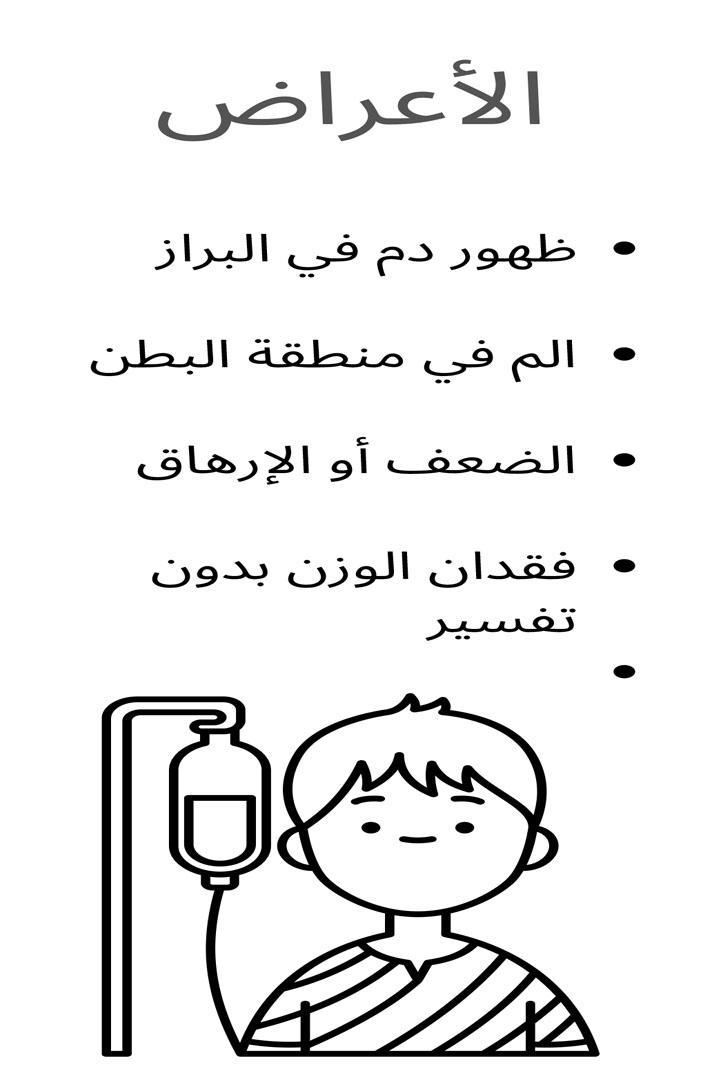 الأعراض
• ظهور دم في البراز
• الم في منطقة البطن
• الضعف أو الإرهاق
• فقدان الوزن بدون
تفسير
•